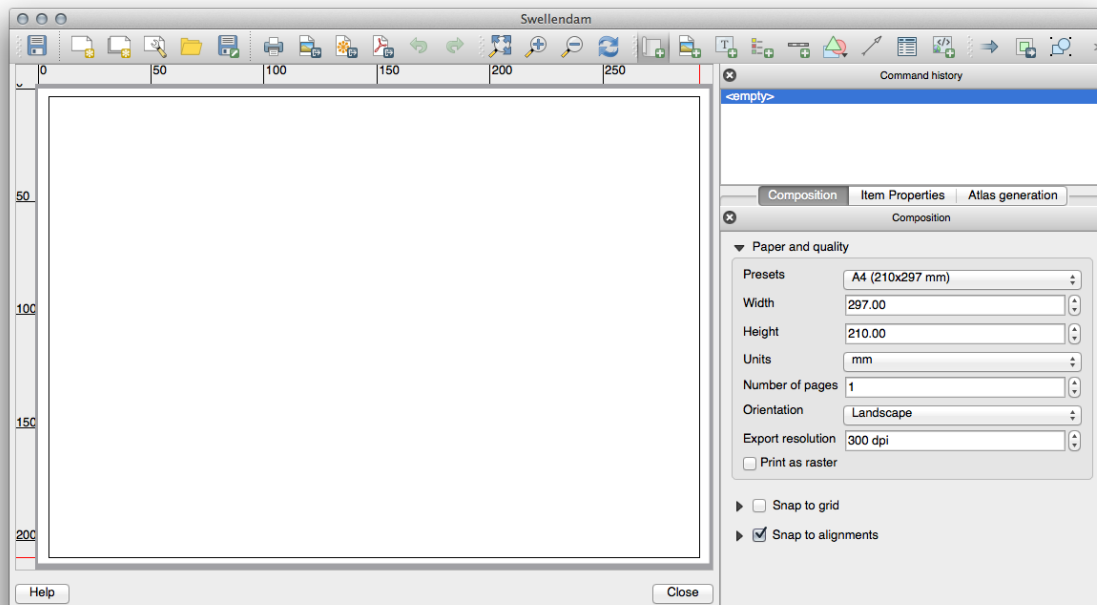 Swellendam
0 50 100 150 200 250
Command history
<empty>
50
Composition Item Properties Atlas generation
Composition
Paper and quality
Presets A4 (210x297 mm)
Width 297.00
100
Height 210.00
Units mm
Number of pages 1
Orientation Landscape
150
Export resolution 300 dpi
Print as raster
Snap to grid
200
Snap to alignments
Help Close